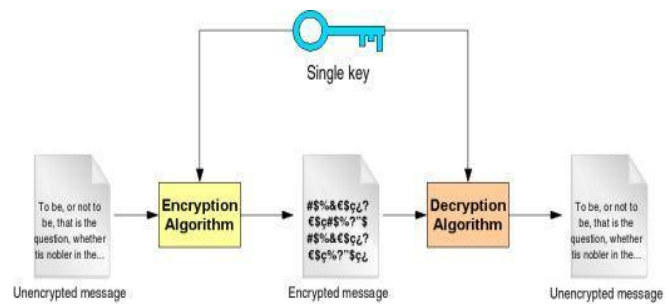 Single key
To be, or not to
be, that is the
question, whether
tis nobler in the...
Unencrypted message
Encryption
Algorithm
#$%&€$ç¿?
€$ç#$%?"$
#$%&€$ç¿?
€$ç%?"$ç¿
Encrypted message
Decryption
Algorithm
To be, or not to
be, that is the
question, whether
tis nobler in the...
Unencrypted message